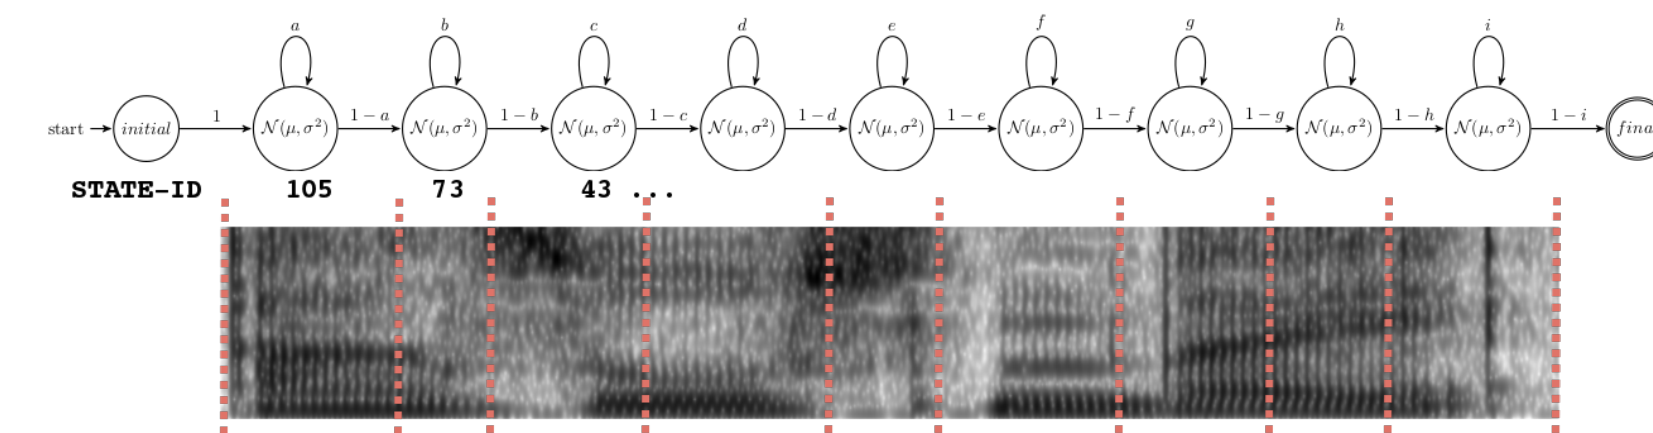 a b c d e f g h i
start initial 1 𝒩(μ, σ²) 1 − a 𝒩(μ, σ²) 1 − b 𝒩(μ, σ²) 1 − c 𝒩(μ, σ²) 1 − d 𝒩(μ, σ²) 1 − e 𝒩(μ, σ²) 1 − f 𝒩(μ, σ²) 1 − g 𝒩(μ, σ²) 1 − h 𝒩(μ, σ²) 1 − i fina
STATE-ID 105 73 43 ...